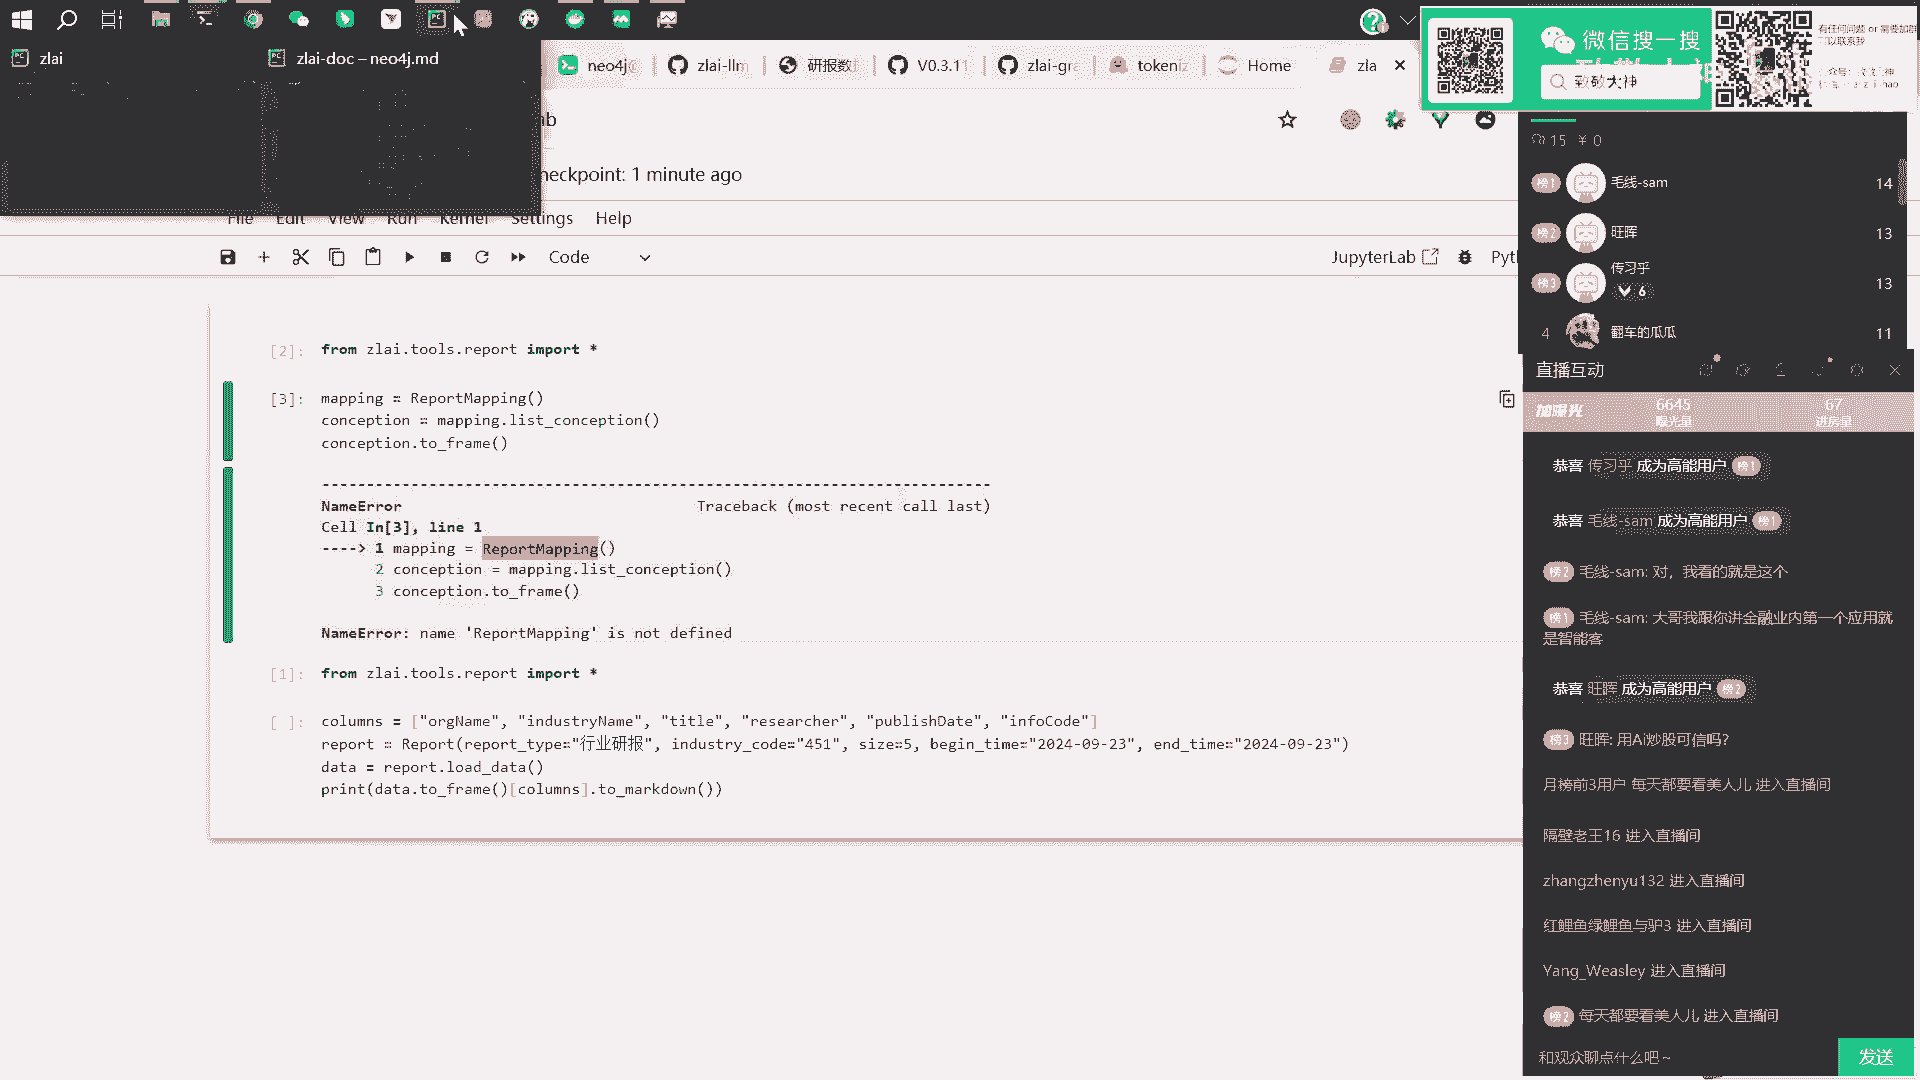 zlai
zlai-doc – neo4j.md
neo4j@
zlai-llm
研报数
V0.3.11
zlai-gra
tokeniz
Home
zla
微信搜一搜
致敬大神
heckpoint: 1 minute ago
File Edit View Run Kernel Settings Help
Code
JupyterLab
Pyth
[2]: from zlai.tools.report import *
[3]: mapping = ReportMapping()
conception = mapping.list_conception()
conception.to_frame()
---------------------------------------------------------------------------
NameError Traceback (most recent call last)
Cell In[3], line 1
----> 1 mapping = ReportMapping()
2 conception = mapping.list_conception()
3 conception.to_frame()
NameError: name 'ReportMapping' is not defined
[1]: from zlai.tools.report import *
[ ]: columns = ["orgName", "industryName", "title", "researcher", "publishDate", "infoCode"]
report = Report(report_type="行业研报", industry_code="451", size=5, begin_time="2024-09-23", end_time="2024-09-23")
data = report.load_data()
print(data.to_frame()[columns].to_markdown())
15 ¥ 0
榜1 毛线-sam 14
榜2 旺晖 13
榜3 传习乎 13
6
4 翻车的瓜瓜 11
直播互动
加曝光
6645
曝光量
67
进房量
恭喜 传习乎 成为高能用户 榜1
恭喜 毛线-sam 成为高能用户 榜1
榜2 毛线-sam: 对，我看的就是这个
榜1 毛线-sam: 大哥我跟你讲金融业内第一个应用就
是智能客
恭喜 旺晖 成为高能用户 榜2
榜3 旺晖: 用Ai炒股可信吗?
月榜前3用户 每天都要看美人儿 进入直播间
隔壁老王16 进入直播间
zhangzhenyu132 进入直播间
红鲤鱼绿鲤鱼与驴3 进入直播间
Yang_Weasley 进入直播间
榜2 每天都要看美人儿 进入直播间
和观众聊点什么吧~
发送